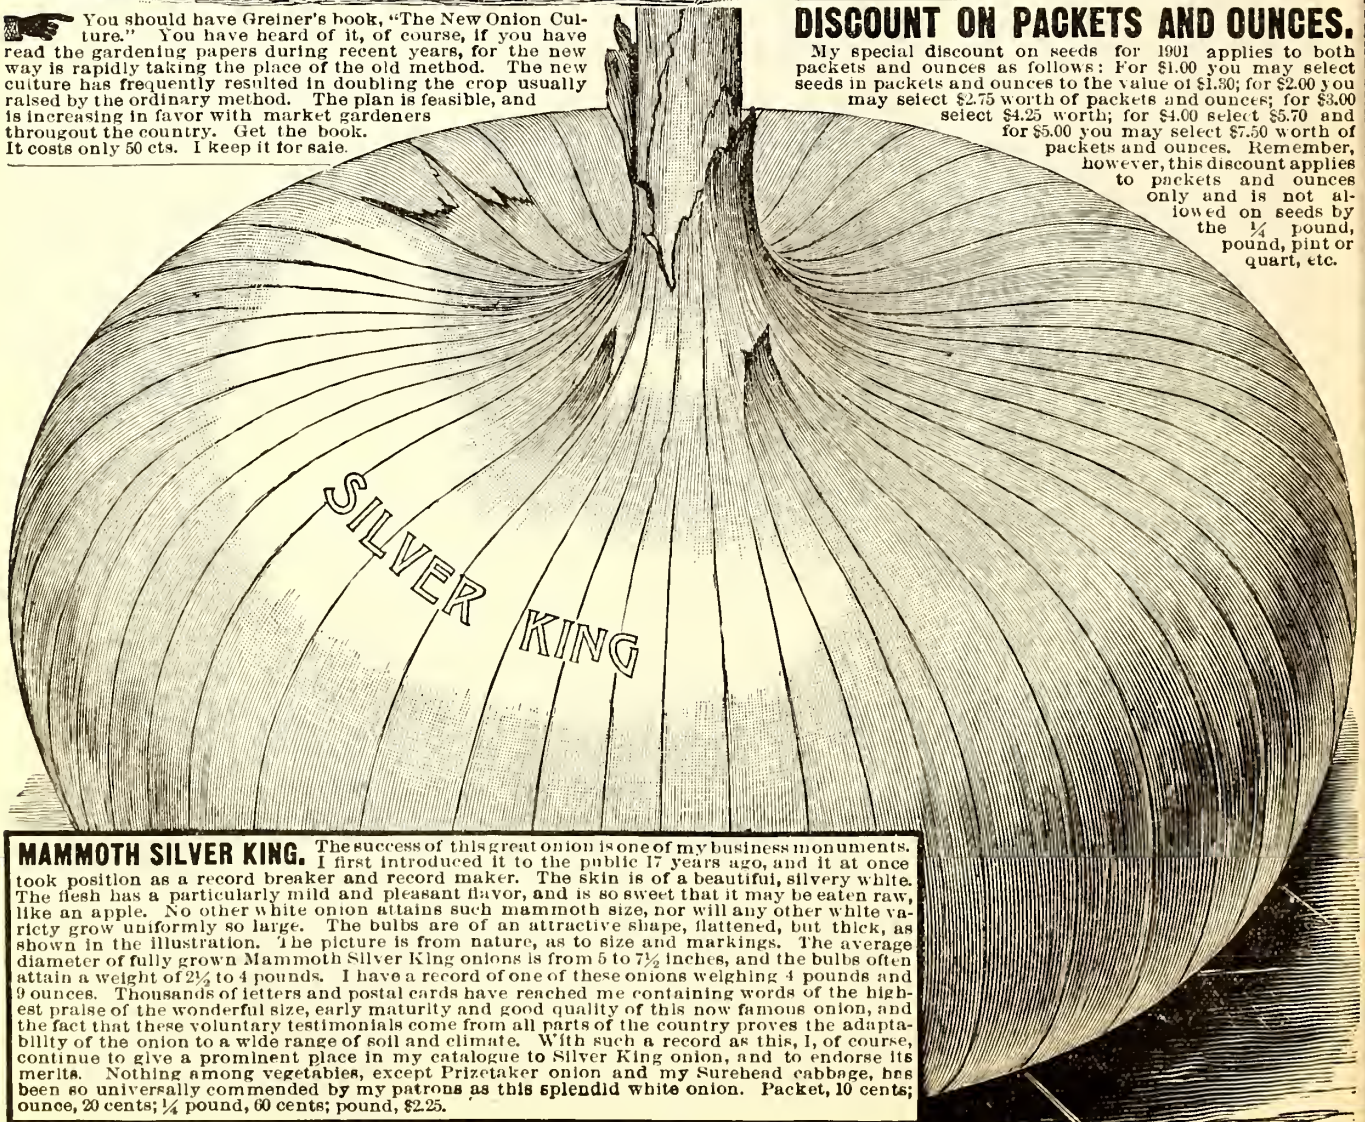 You should have Greiner's book, "The New Onion Cul-
ture." You have heard of it, of course, if you have
read the gardening papers during recent years, for the new
way is rapidly taking the place of the old method. The new
culture has frequently resulted in doubling the crop usually
raised by the ordinary method. The plan is feasible, and
is increasing in favor with market gardeners
througout the country. Get the book.
It costs only 50 cts. I keep it for sale.
DISCOUNT ON PACKETS AND OUNCES.
My special discount on seeds for 1901 applies to both
packets and ounces as follows: For $1.00 you may select
seeds in packets and ounces to the value of $1.30; for $2.00 you
may select $2.75 worth of packets and ounces; for $3.00
select $4.25 worth; for $4.00 select $5.70 and
for $5.00 you may select $7.50 worth of
packets and ounces. Remember,
however, this discount applies
to packets and ounces
only and is not al-
lowed on seeds by
the ¼ pound,
pound, pint or
quart, etc.
SILVER KING
MAMMOTH SILVER KING. The success of this great onion is one of my business monuments.
I first introduced it to the public 17 years ago, and it at once
took position as a record breaker and record maker. The skin is of a beautiful, silvery white.
The flesh has a particularly mild and pleasant flavor, and is so sweet that it may be eaten raw,
like an apple. No other white onion attains such mammoth size, nor will any other white va-
riety grow uniformly so large. The bulbs are of an attractive shape, flattened, but thick, as
shown in the illustration. The picture is from nature, as to size and markings. The average
diameter of fully grown Mammoth Silver King onions is from 5 to 7½ inches, and the bulbs often
attain a weight of 2½ to 4 pounds. I have a record of one of these onions weighing 4 pounds and
9 ounces. Thousands of letters and postal cards have reached me containing words of the high-
est praise of the wonderful size, early maturity and good quality of this now famous onion, and
the fact that these voluntary testimonials come from all parts of the country proves the adapta-
bility of the onion to a wide range of soil and climate. With such a record as this, I, of course,
continue to give a prominent place in my catalogue to Silver King onion, and to endorse its
merits. Nothing among vegetables, except Prizetaker onion and my Surehead cabbage, has
been so universally commended by my patrons as this splendid white onion. Packet, 10 cents;
ounce, 20 cents; ¼ pound, 60 cents; pound, $2.25.